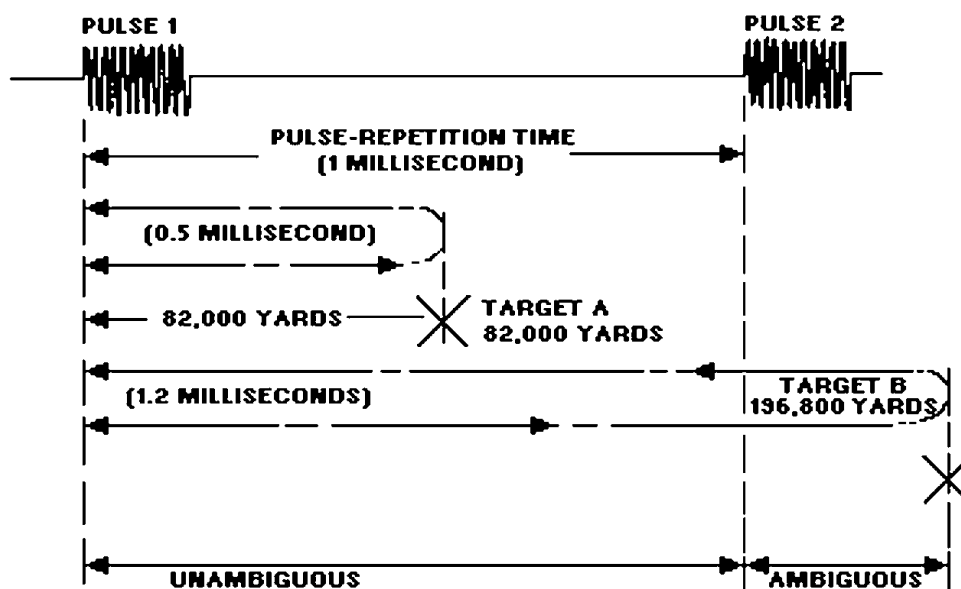 PULSE 1
PULSE 2
PULSE-REPETITION TIME
(1 MILLISECOND)
(0.5 MILLISECOND)
82,000 YARDS
TARGET A
82,000 YARDS
(1.2 MILLISECONDS)
TARGET B
196,800 YARDS
UNAMBIGUOUS
AMBIGUOUS